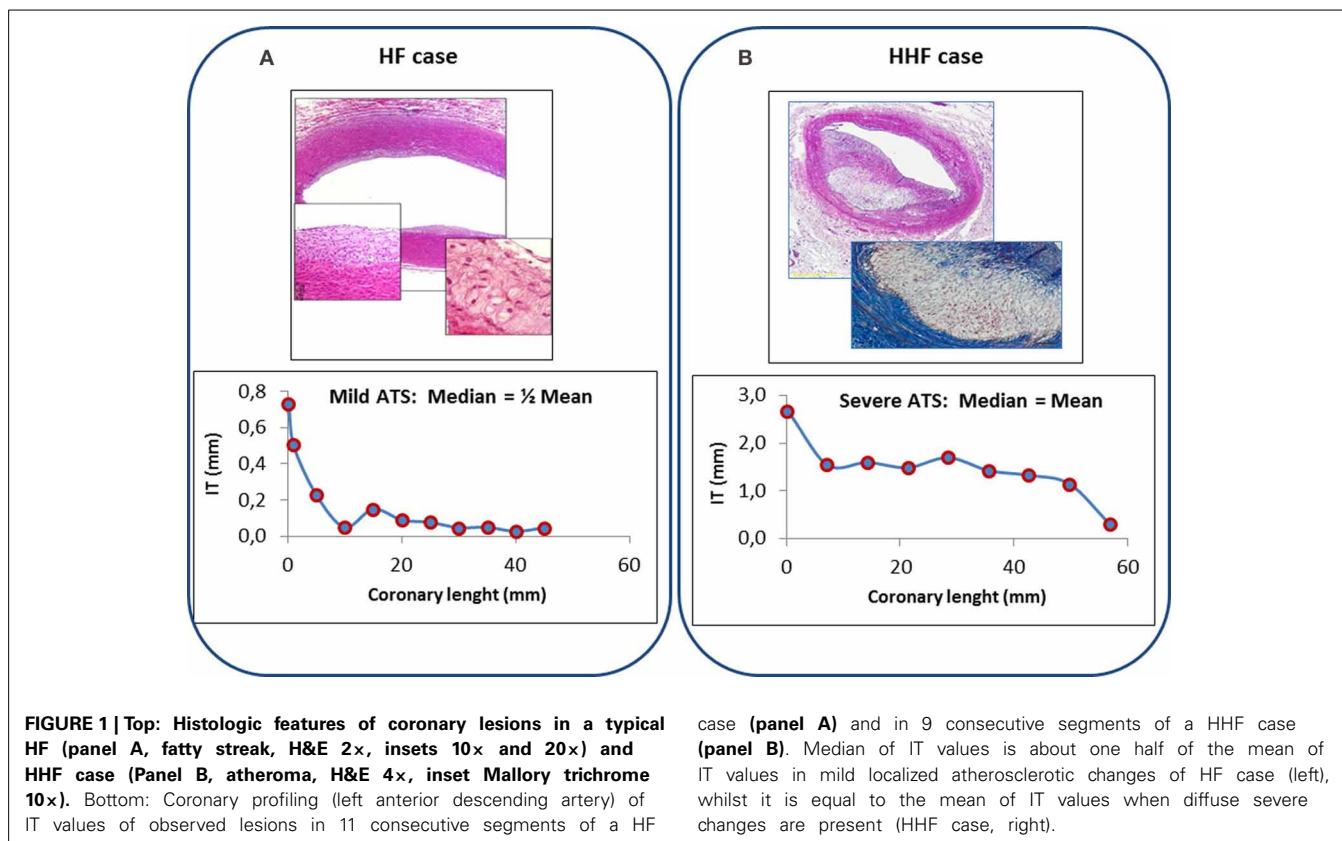 A
HF case
Mild ATS: Median = ½ Mean
IT (mm)
0,8
0,6
0,4
0,2
0,0
0
20
40
60
Coronary lenght (mm)
B
HHF case
Severe ATS: Median = Mean
IT (mm)
3,0
2,0
1,0
0,0
0
20
40
60
Coronary lenght (mm)
FIGURE 1 | Top: Histologic features of coronary lesions in a typical
HF (panel A, fatty streak, H&E 2×, insets 10× and 20×) and
HHF case (Panel B, atheroma, H&E 4×, inset Mallory trichrome
10×). Bottom: Coronary profiling (left anterior descending artery) of
IT values of observed lesions in 11 consecutive segments of a HF
case (panel A) and in 9 consecutive segments of a HHF case
(panel B). Median of IT values is about one half of the mean of
IT values in mild localized atherosclerotic changes of HF case (left),
whilst it is equal to the mean of IT values when diffuse severe
changes are present (HHF case, right).